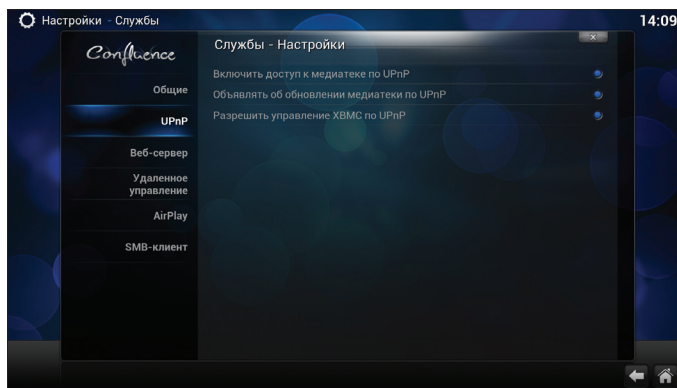 Настройки - Службы
14:09
Confluence
Службы - Настройки
Общие
UPnP
Веб-сервер
Удаленное
управление
AirPlay
SMB-клиент
Включить доступ к медиатеке по UPnP
Объявлять об обновлении медиатеки по UPnP
Разрешить управление XBMC по UPnP